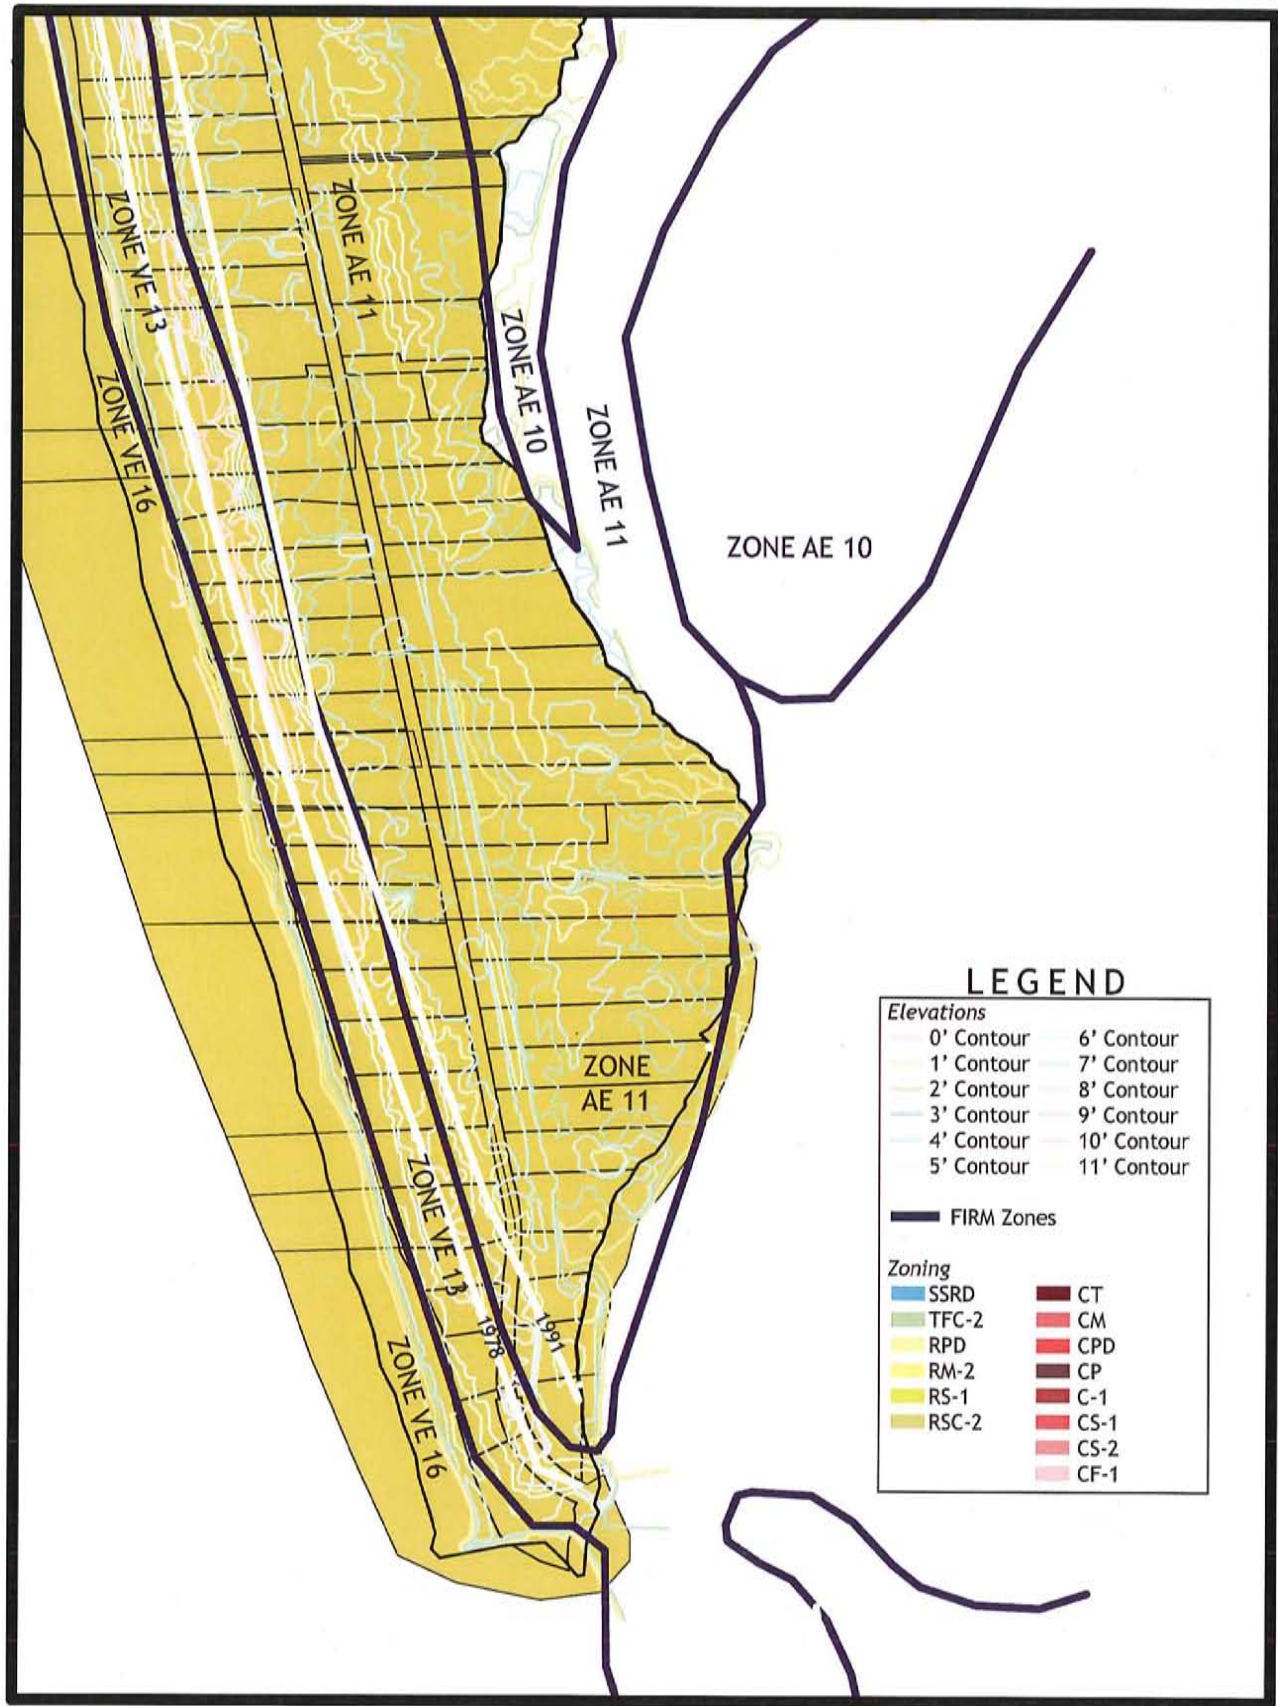 ZONE VE 13
ZONE AE 11
ZONE AE 10
ZONE VE 16
ZONE AE 11
ZONE AE 10
ZONE
AE 11
ZONE VE 13
1978
1991
ZONE VE 16
LEGEND
Elevations
0' Contour
1' Contour
2' Contour
3' Contour
4' Contour
5' Contour
6' Contour
7' Contour
8' Contour
9' Contour
10' Contour
11' Contour
FIRM Zones
Zoning
SSRD
TFC-2
RPD
RM-2
RS-1
RSC-2
CT
CM
CPD
CP
C-1
CS-1
CS-2
CF-1